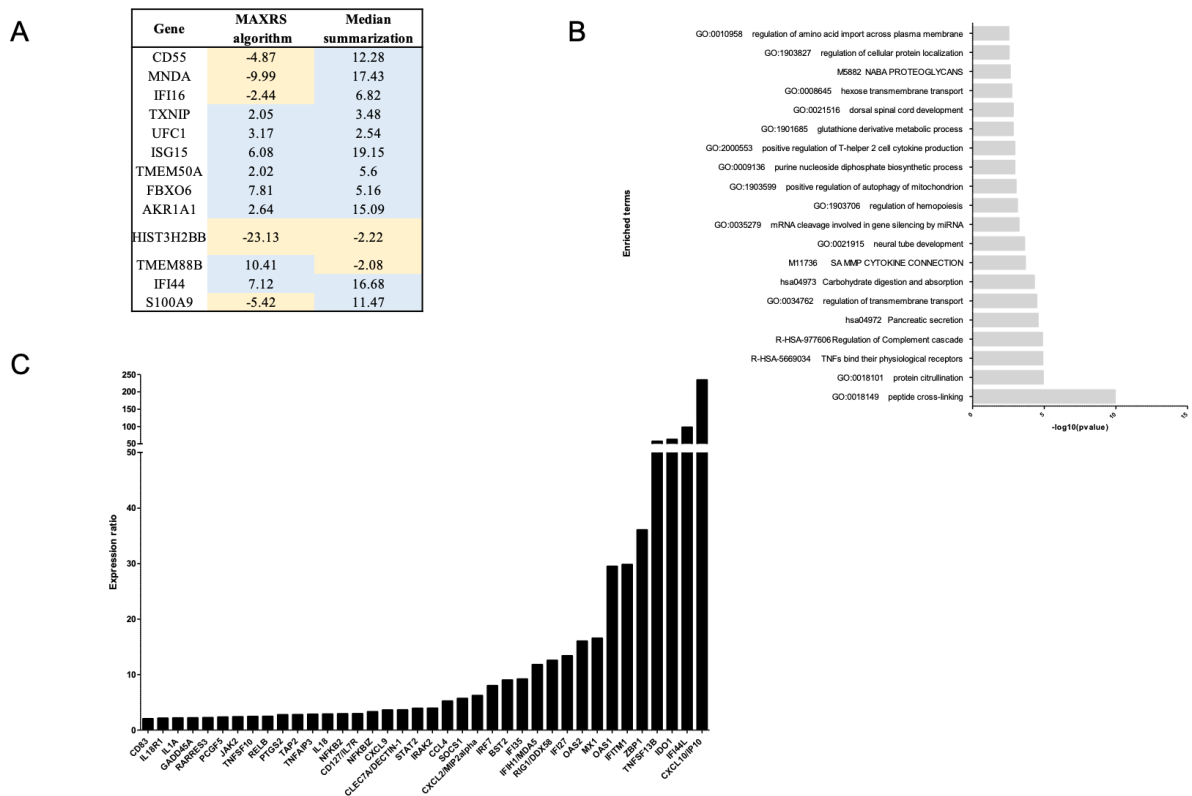 A
Gene MAXRS algorithm Median summarization
CD55 -4.87 12.28
MNDA -9.99 17.43
IFI16 -2.44 6.82
TXNIP 2.05 3.48
UFC1 3.17 2.54
ISG15 6.08 19.15
TMEM50A 2.02 5.6
FBXO6 7.81 5.16
AKR1A1 2.64 15.09
HIST3H2BB -23.13 -2.22
TMEM88B 10.41 -2.08
IFI44 7.12 16.68
S100A9 -5.42 11.47
B
Enriched terms
GO:0010958 regulation of amino acid import across plasma membrane
GO:1903827 regulation of cellular protein localization
M5882 NABA PROTEOGLYCANS
GO:0008645 hexose transmembrane transport
GO:0021516 dorsal spinal cord development
GO:1901685 glutathione derivative metabolic process
GO:2000553 positive regulation of T-helper 2 cell cytokine production
GO:0009136 purine nucleoside diphosphate biosynthetic process
GO:1903599 positive regulation of autophagy of mitochondrion
GO:1903706 regulation of hemopoiesis
GO:0035279 mRNA cleavage involved in gene silencing by miRNA
GO:0021915 neural tube development
M11736 SA MMP CYTOKINE CONNECTION
hsa04973 Carbohydrate digestion and absorption
GO:0034762 regulation of transmembrane transport
hsa04972 Pancreatic secretion
R-HSA-977606 Regulation of Complement cascade
R-HSA-5669034 TNFs bind their physiological receptors
GO:0018101 protein citrullination
GO:0018149 peptide cross-linking
0 5 10 15
-log10(pvalue)
C
Expression ratio
250
200
150
100
50
50
40
30
20
10
0
CD83
IL18R1
IL1A
GADD45A
RARRES3
PCGF5
JAK2
TNFSF10
RELB
PTGS2
TAP2
TNFAIP3
IL18
NFKB2
CD127/IL7R
NFKBIZ
CXCL9
CLEC7A/DECTIN-1
STAT2
IRAK2
CCL4
SOCS1
CXCL2/MIP2alpha
IRF7
BST2
IFI35
IFIH1/MDA5
RIG1/DDX58
IFI27
OAS2
MX1
OAS1
IFITM1
ZBP1
TNFSF13B
IDO1
IFI44L
CXCL10/IP10